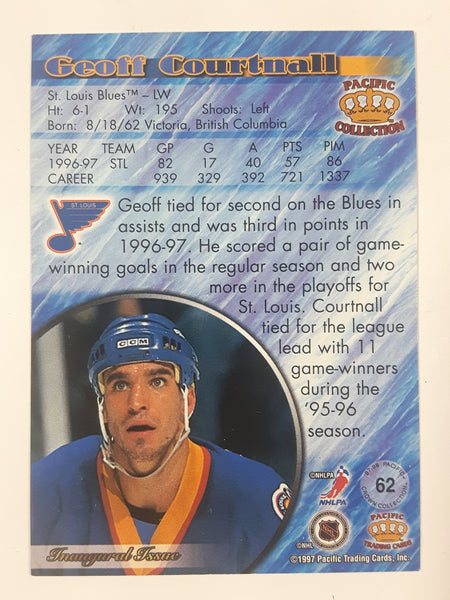 Geoff Courtnall
PACIFIC
COLLECTION
St. Louis Blues™ – LW
Ht: 6-1 Wt: 195 Shoots: Left
Born: 8/18/62 Victoria, British Columbia
YEAR TEAM GP G A PTS PIM
1996-97 STL 82 17 40 57 86
CAREER 939 329 392 721 1337
ST. LOUIS
Geoff tied for second on the Blues in
assists and was third in points in
1996-97. He scored a pair of game-
winning goals in the regular season and two
more in the playoffs for
St. Louis. Courtnall
tied for the league
lead with 11
game-winners
during the
'95-96
season.
CCM
©NHLPA
NHLPA
'97-'98 PACIFIC
CROWN COLLECTION
62
©NHL
NHL
PACIFIC
TRADING CARDS
Inaugural Issue
©1997 Pacific Trading Cards, Inc.